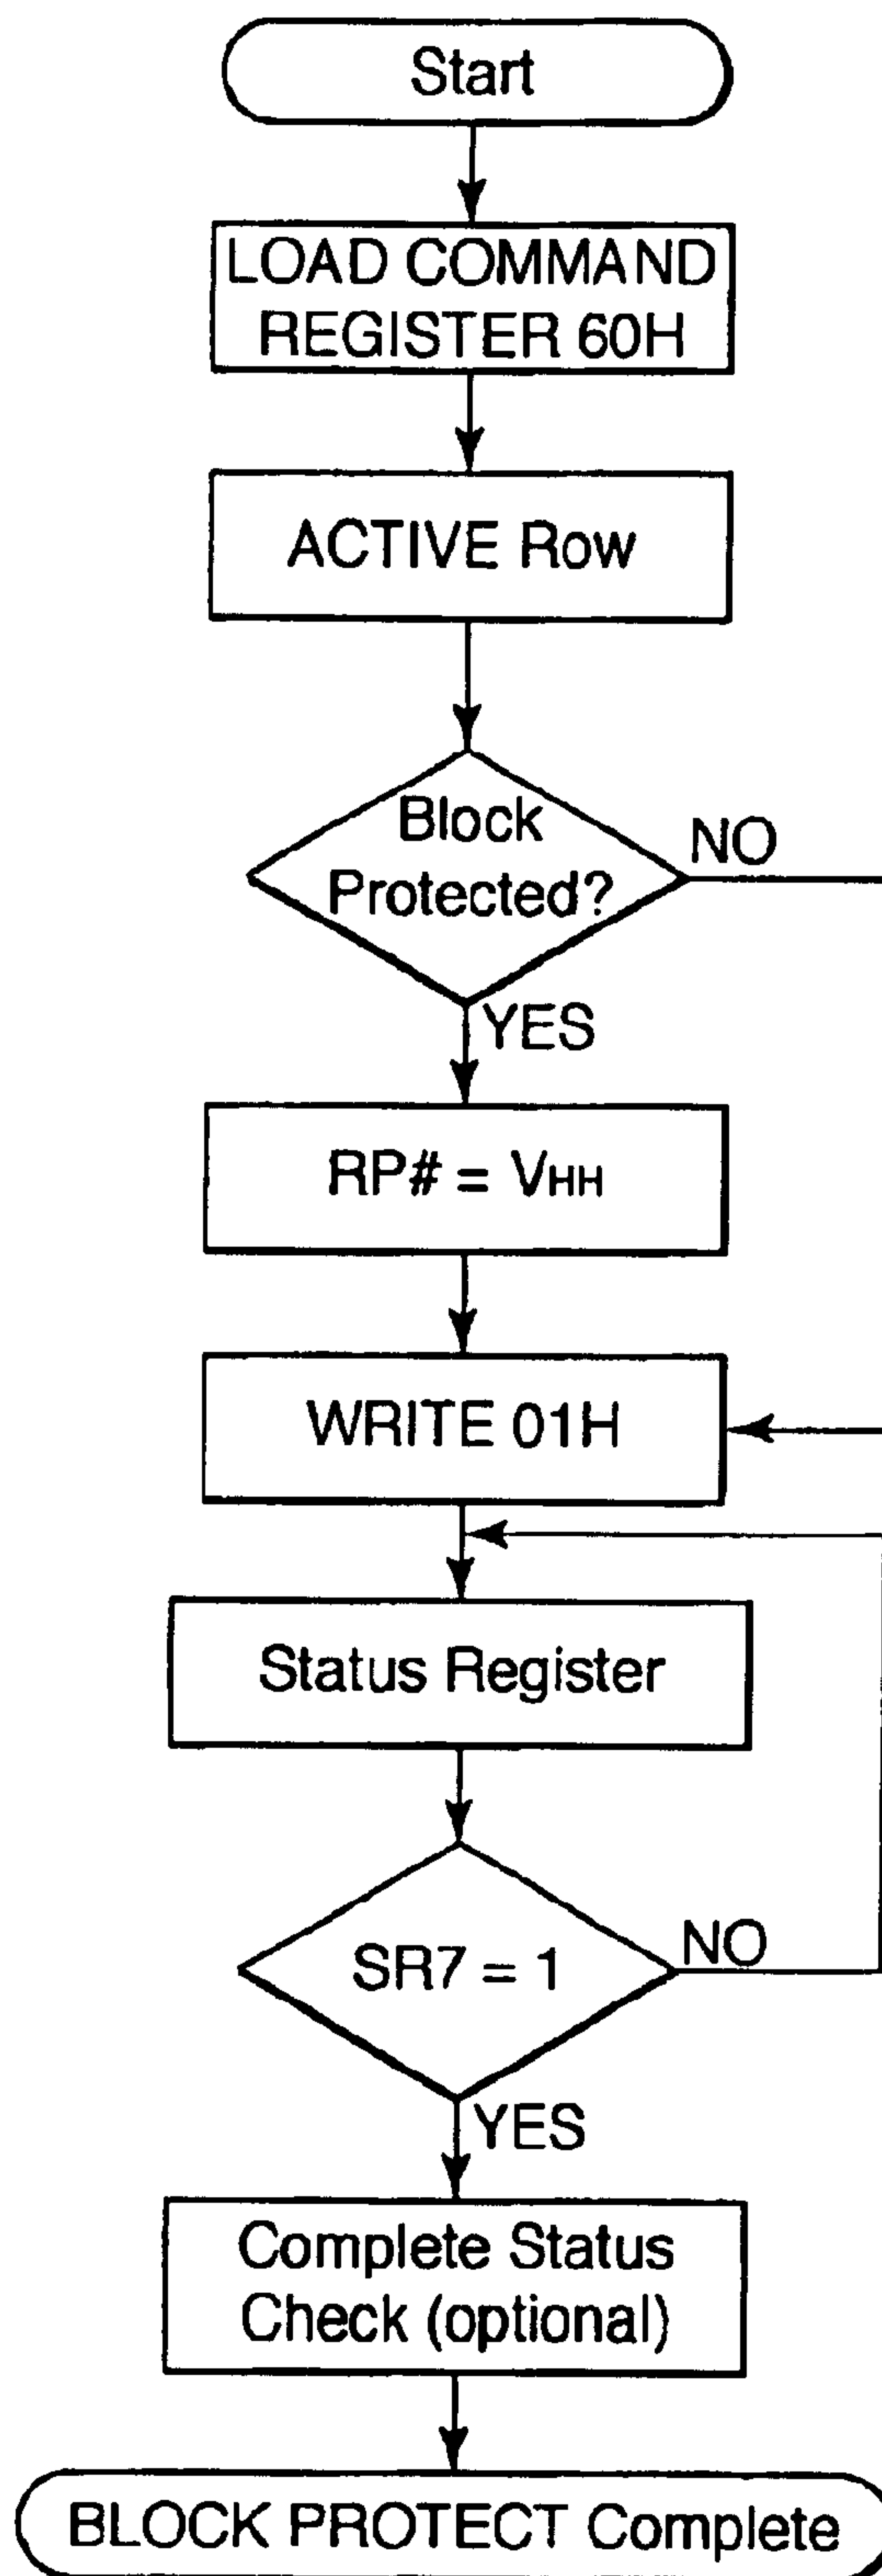 Start
LOAD COMMAND
REGISTER 60H
ACTIVE Row
Block
Protected?
NO
YES
RP# = VHH
WRITE 01H
Status Register
SR7 = 1
NO
YES
Complete Status
Check (optional)
BLOCK PROTECT Complete